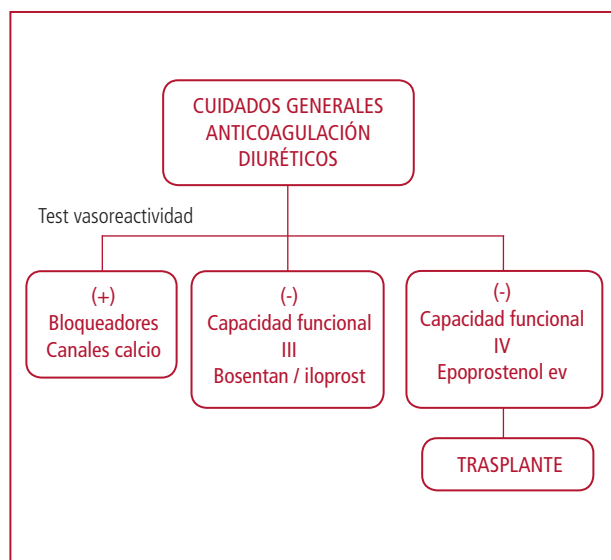 CUIDADOS GENERALES
ANTICOAGULACIÓN
DIURÉTICOS
Test vasoreactividad
(+)
Bloqueadores
Canales calcio
(-)
Capacidad funcional
III
Bosentan / iloprost
(-)
Capacidad funcional
IV
Epoprostenol ev
TRASPLANTE